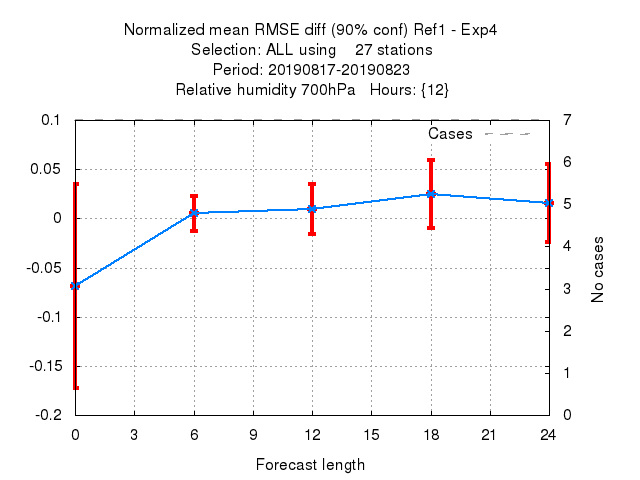 Normalized mean RMSE diff (90% conf) Ref1 - Exp4
Selection: ALL using    27 stations
Period: 20190817-20190823
Relative humidity 700hPa   Hours: {12}
0.1
0.05
0
-0.05
-0.1
-0.15
-0.2
Cases
7
6
5
4
3
2
1
0
No cases
0 3 6 9 12 15 18 21 24
Forecast length